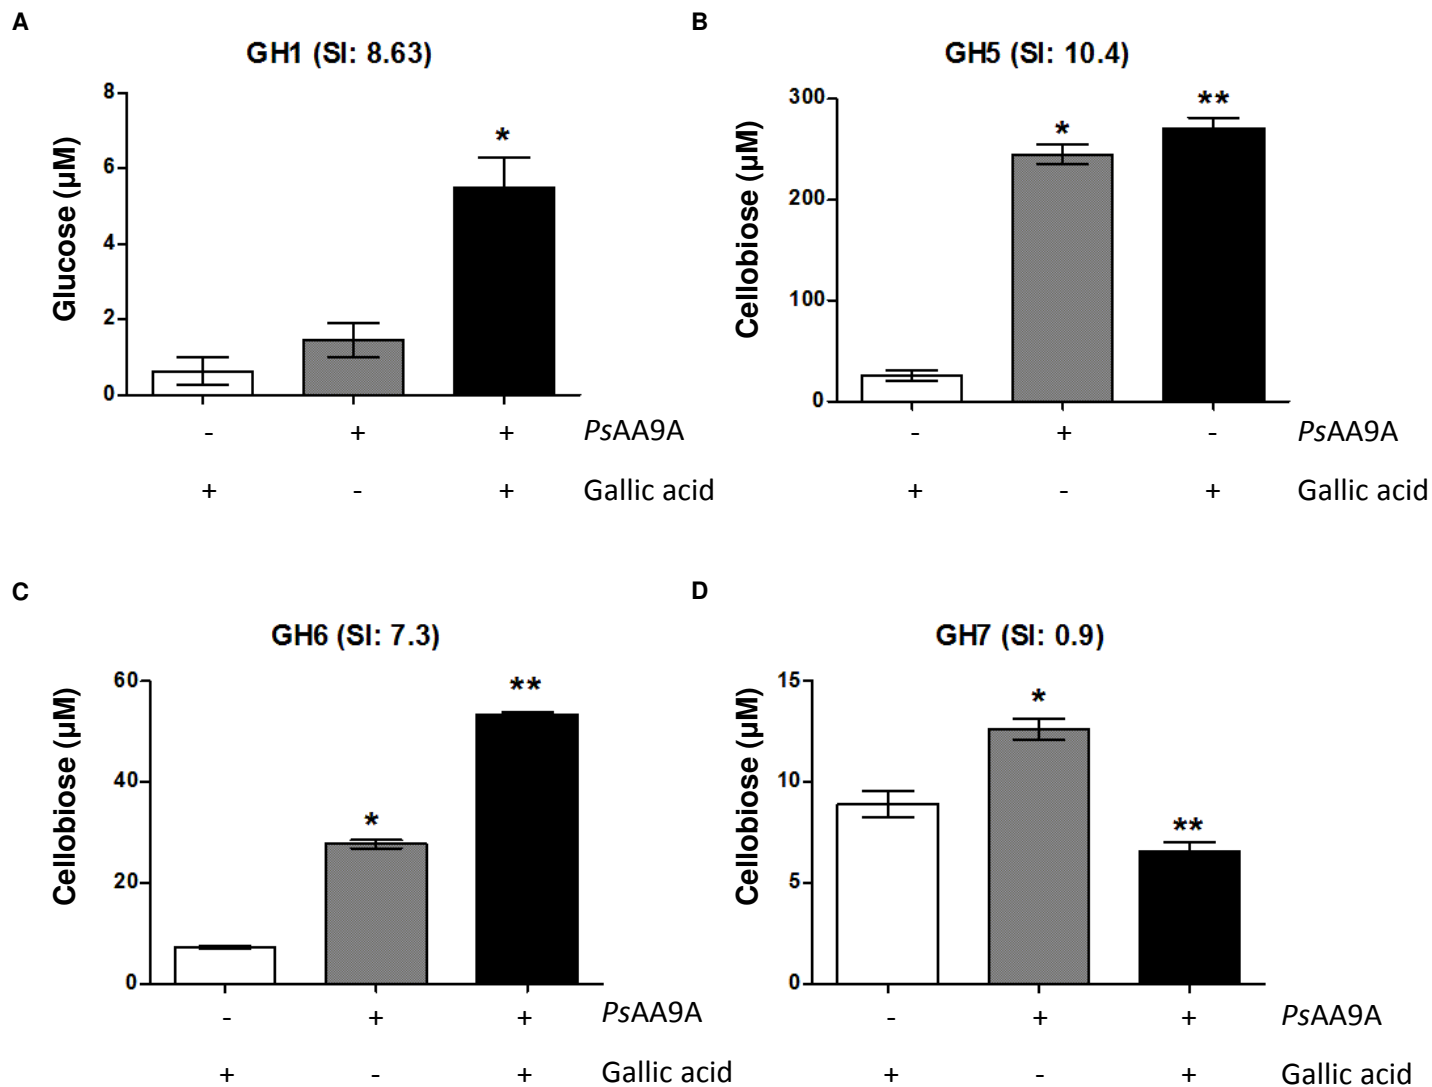 A
GH1 (SI: 8.63)
Glucose (µM)
8
6
4
2
0
*
- + + PsAA9A
+ - + Gallic acid
B
GH5 (SI: 10.4)
Cellobiose (µM)
300
200
100
0
*
**
- + - PsAA9A
+ - + Gallic acid
C
GH6 (SI: 7.3)
Cellobiose (µM)
60
40
20
0
*
**
- + + PsAA9A
+ - + Gallic acid
D
GH7 (SI: 0.9)
Cellobiose (µM)
15
10
5
0
*
**
- + + PsAA9A
+ - + Gallic acid